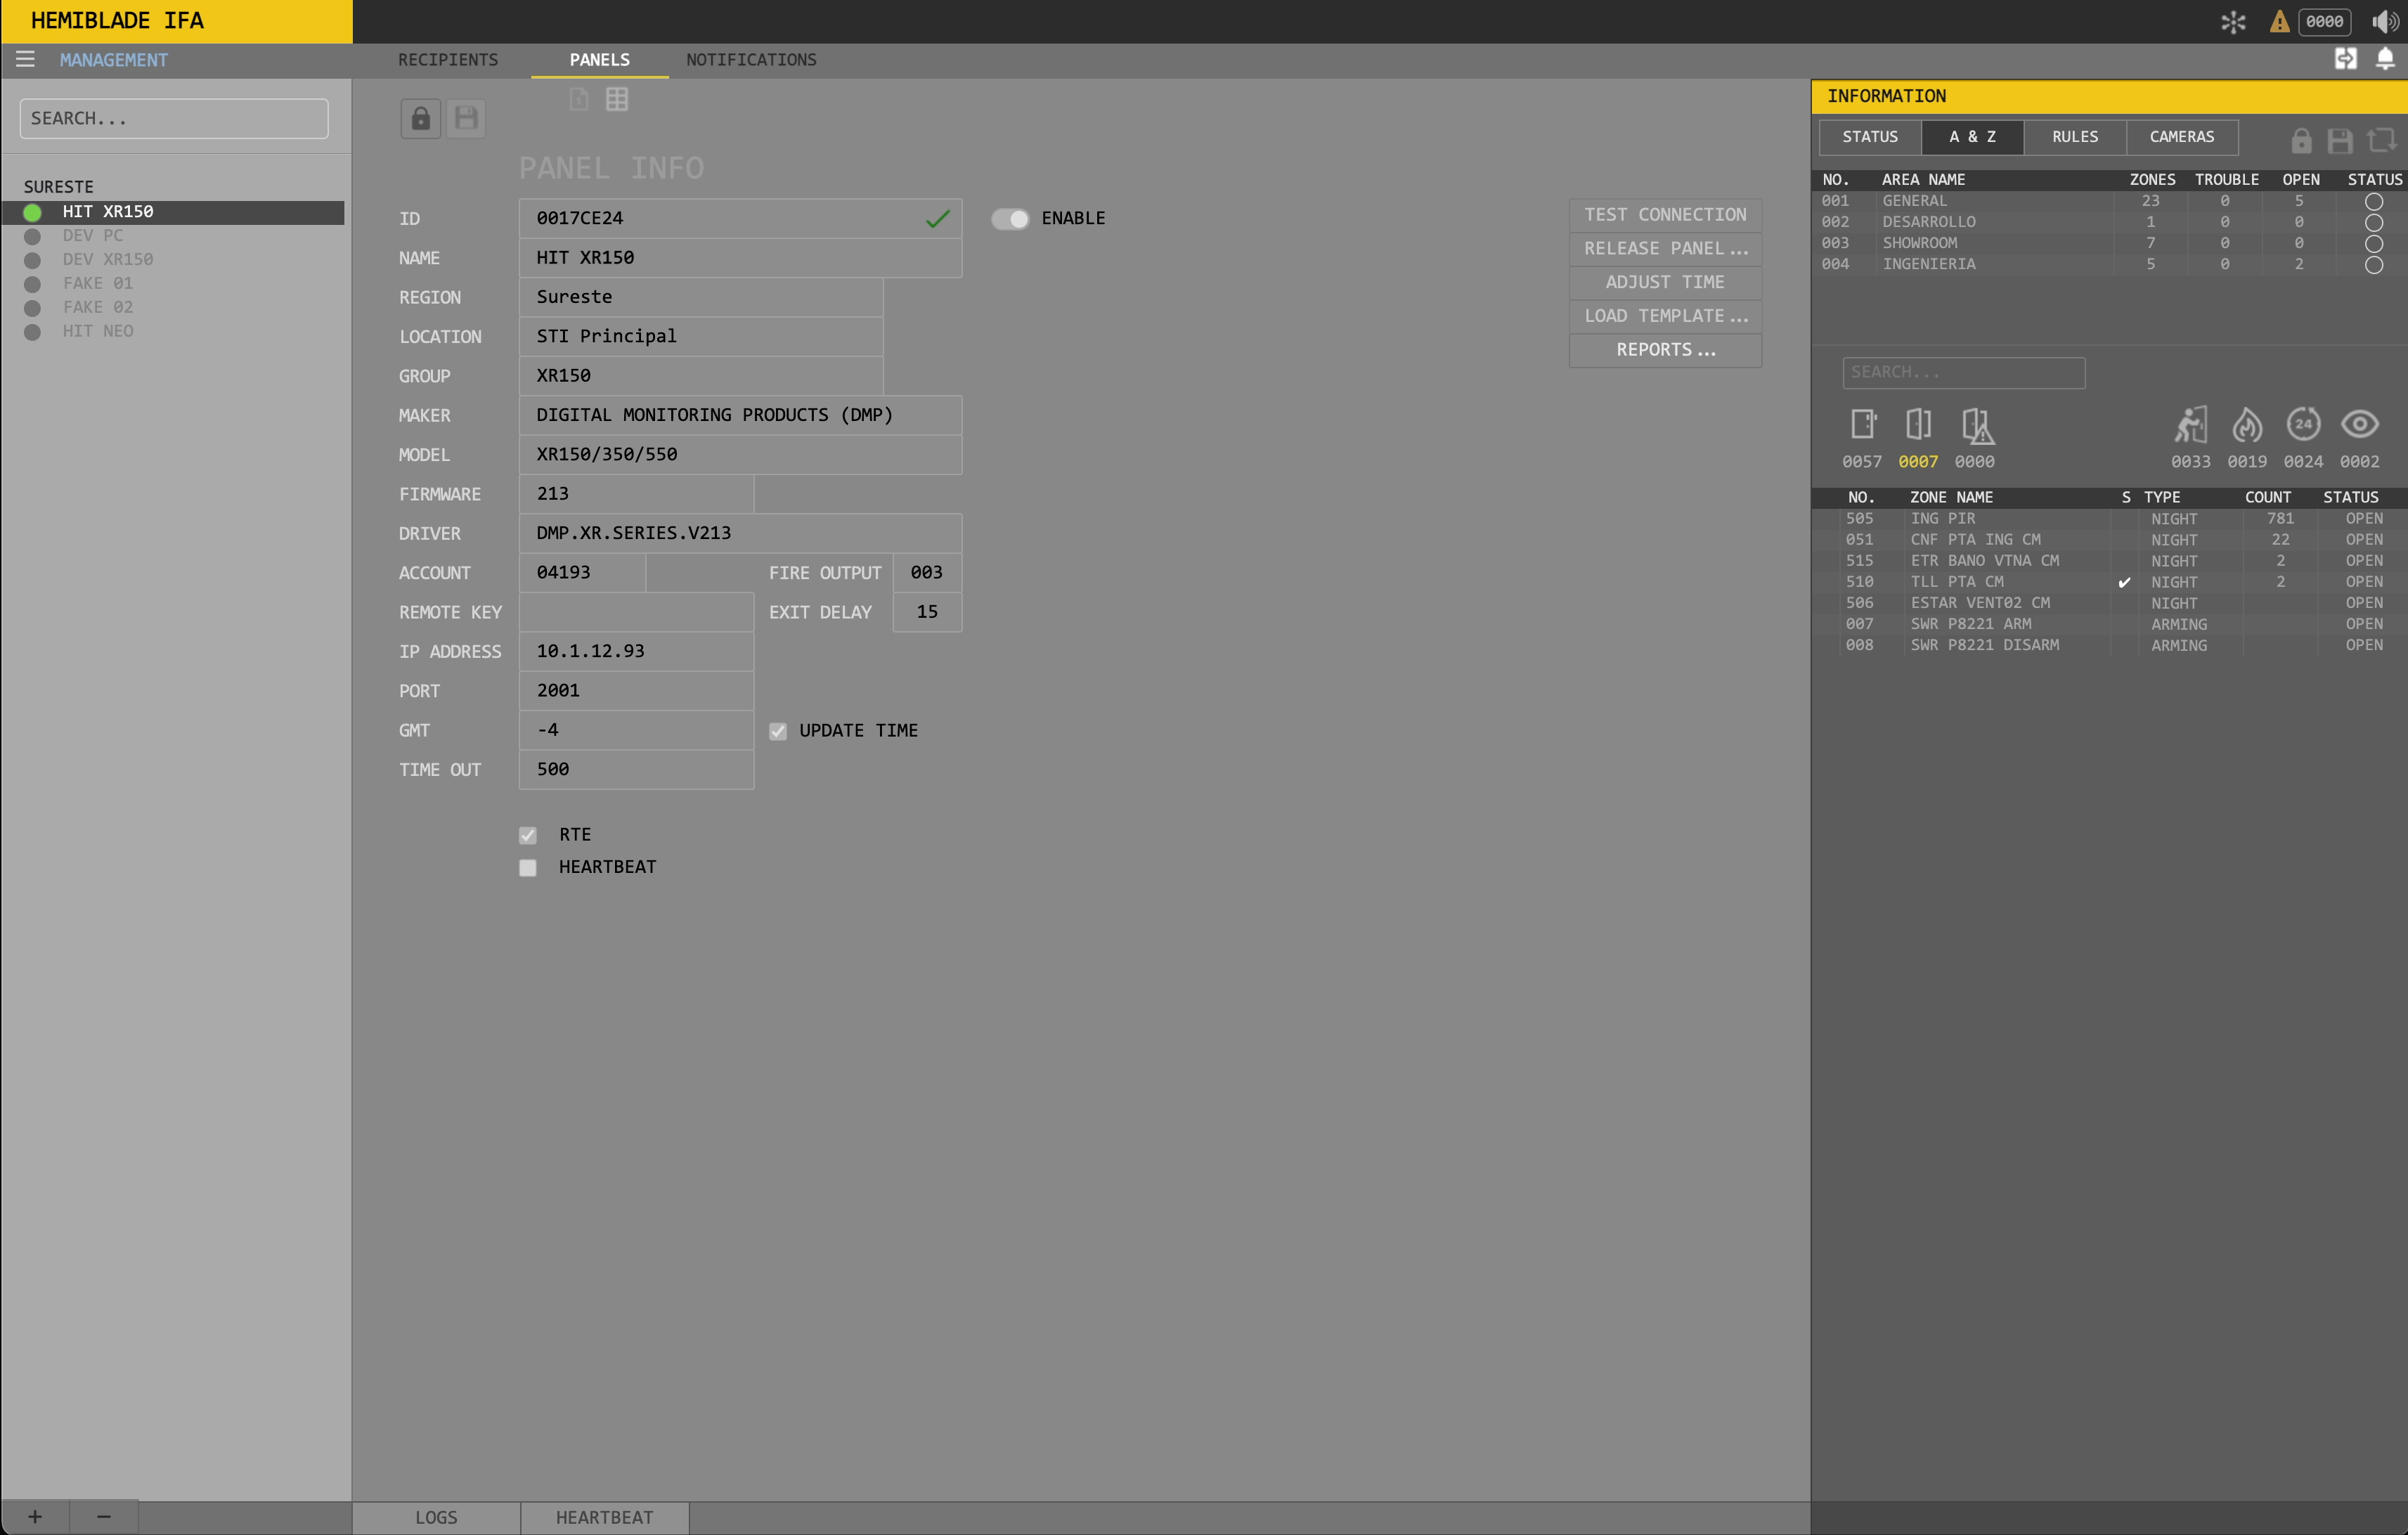 HEMIBLADE IFA
0000
MANAGEMENT
RECIPIENTS PANELS NOTIFICATIONS
SEARCH...
SURESTE
HIT XR150
DEV PC
DEV XR150
FAKE 01
FAKE 02
HIT NEO
PANEL INFO
ID 0017CE24 ENABLE
NAME HIT XR150
REGION Sureste
LOCATION STI Principal
GROUP XR150
MAKER DIGITAL MONITORING PRODUCTS (DMP)
MODEL XR150/350/550
FIRMWARE 213
DRIVER DMP.XR.SERIES.V213
ACCOUNT 04193 FIRE OUTPUT 003
REMOTE KEY EXIT DELAY 15
IP ADDRESS 10.1.12.93
PORT 2001
GMT -4 UPDATE TIME
TIME OUT 500
RTE
HEARTBEAT
TEST CONNECTION
RELEASE PANEL...
ADJUST TIME
LOAD TEMPLATE...
REPORTS...
INFORMATION
STATUS A & Z RULES CAMERAS
NO. AREA NAME ZONES TROUBLE OPEN STATUS
001 GENERAL 23 0 5
002 DESARROLLO 1 0 0
003 SHOWROOM 7 0 0
004 INGENIERIA 5 0 2
SEARCH...
24
0057 0007 0000 0033 0019 0024 0002
NO. ZONE NAME S TYPE COUNT STATUS
505 ING PIR NIGHT 781 OPEN
051 CNF PTA ING CM NIGHT 22 OPEN
515 ETR BANO VTNA CM NIGHT 2 OPEN
510 TLL PTA CM ✔ NIGHT 2 OPEN
506 ESTAR VENT02 CM NIGHT OPEN
007 SWR P8221 ARM ARMING OPEN
008 SWR P8221 DISARM ARMING OPEN
+ − LOGS HEARTBEAT